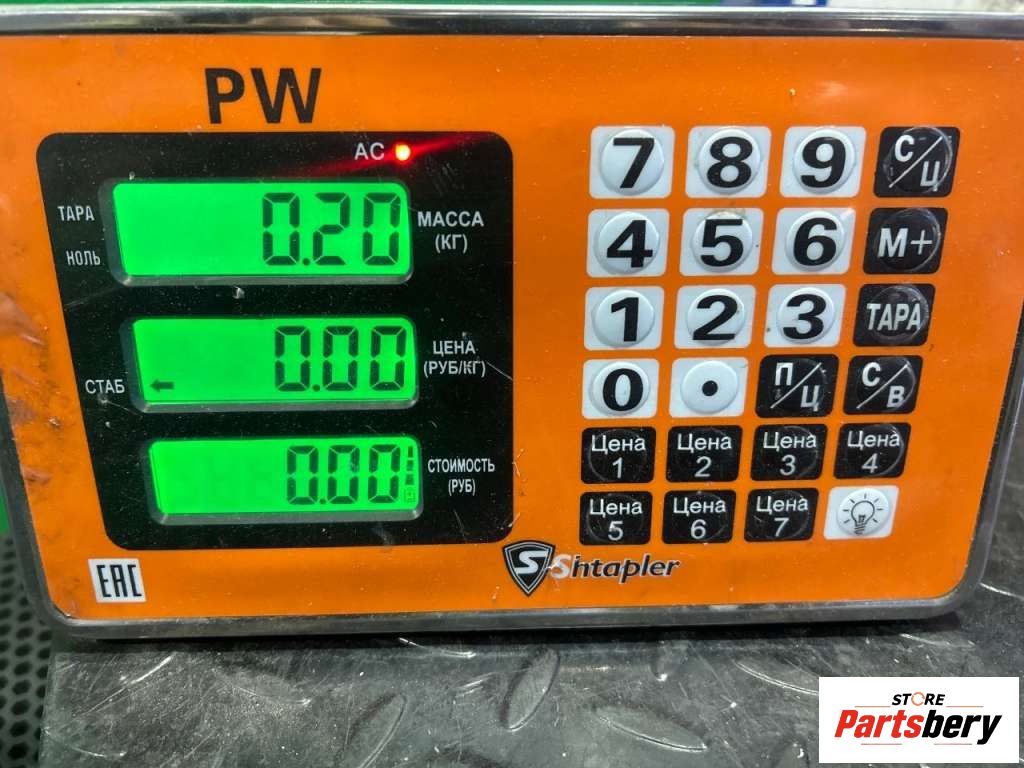 PW
AC
ТАРА
НОЛЬ
0.20
МАССА
(КГ)
СТАБ
0.00
ЦЕНА
(РУБ/КГ)
0.00
СТОИМОСТЬ
(РУБ)
7 8 9 С/Ц
4 5 6 М+
1 2 3 ТАРА
0 . П/Ц С/В
Цена 1 Цена 2 Цена 3 Цена 4
Цена 5 Цена 6 Цена 7
EAC
S Shtapler
STORE
Partsbery